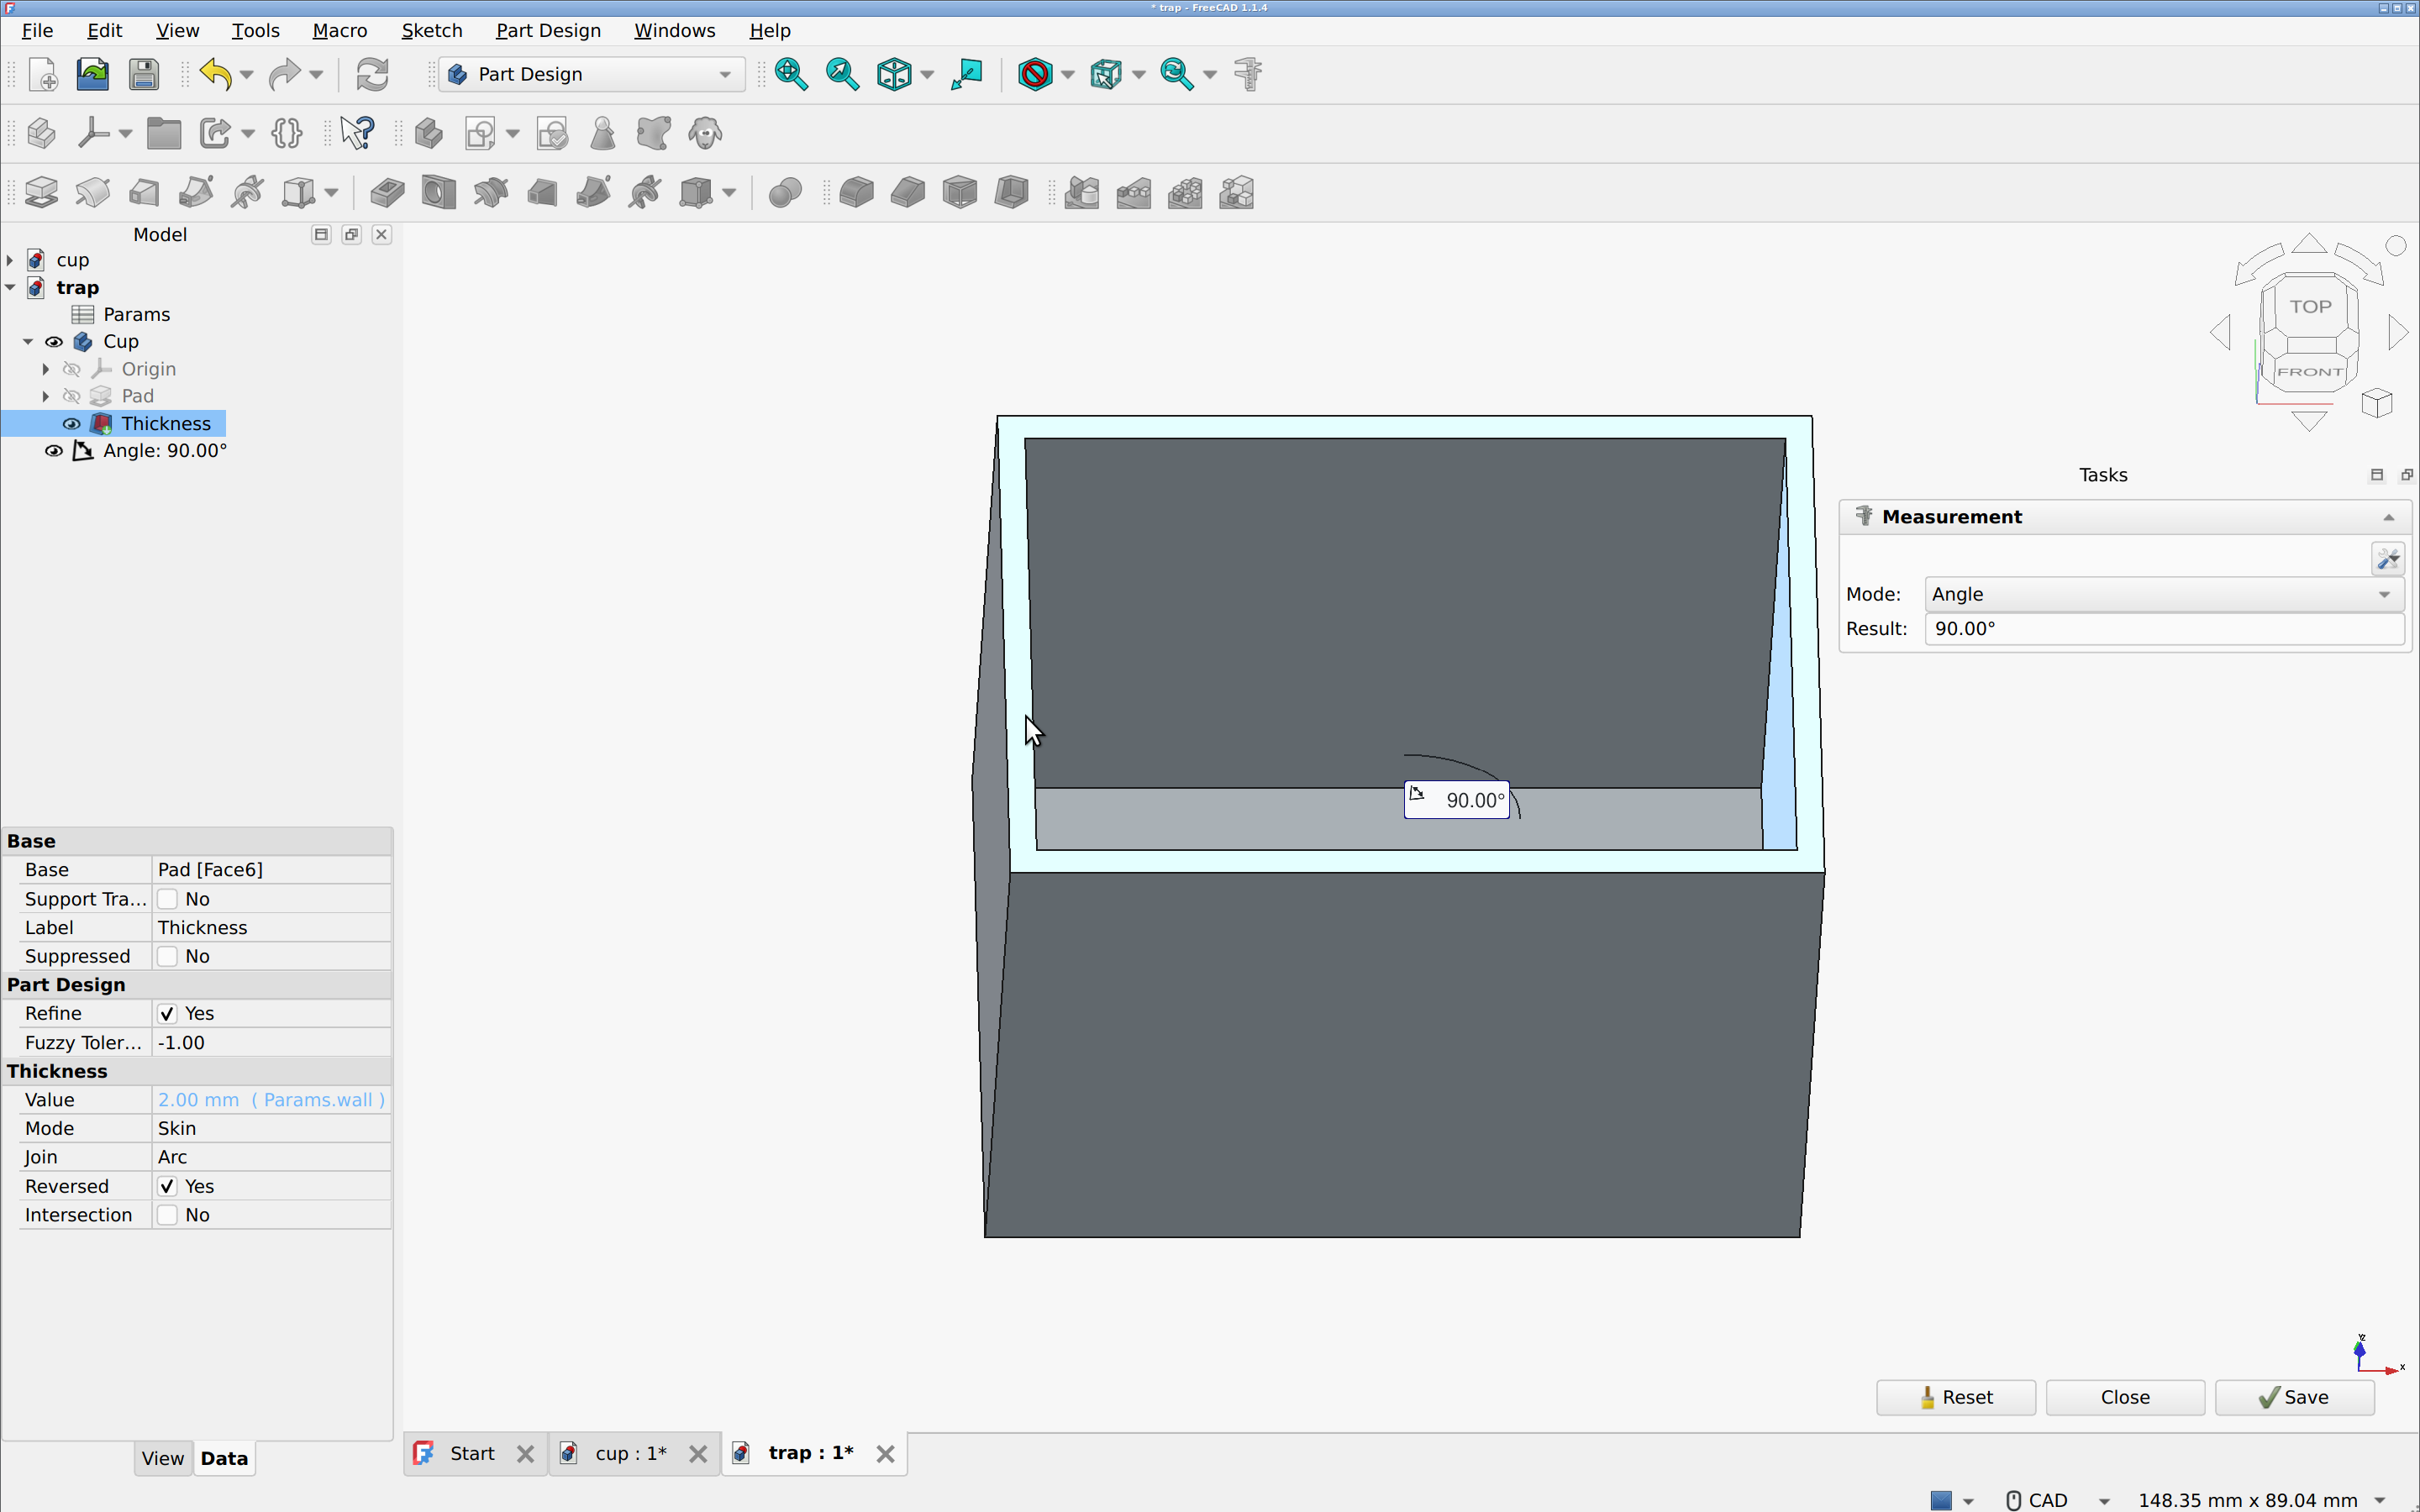 * trap - FreeCAD 1.1.4
File Edit View Tools Macro Sketch Part Design Windows Help
Part Design
Model
cup
trap
Params
Cup
Origin
Pad
Thickness
Angle: 90.00°
TOP
FRONT
Tasks
Measurement
Mode: Angle
Result: 90.00°
90.00°
Base
Base Pad [Face6]
Support Tra... No
Label Thickness
Suppressed No
Part Design
Refine Yes
Fuzzy Toler... -1.00
Thickness
Value 2.00 mm ( Params.wall )
Mode Skin
Join Arc
Reversed Yes
Intersection No
Reset Close Save
View Data
Start cup : 1* trap : 1*
CAD 148.35 mm x 89.04 mm